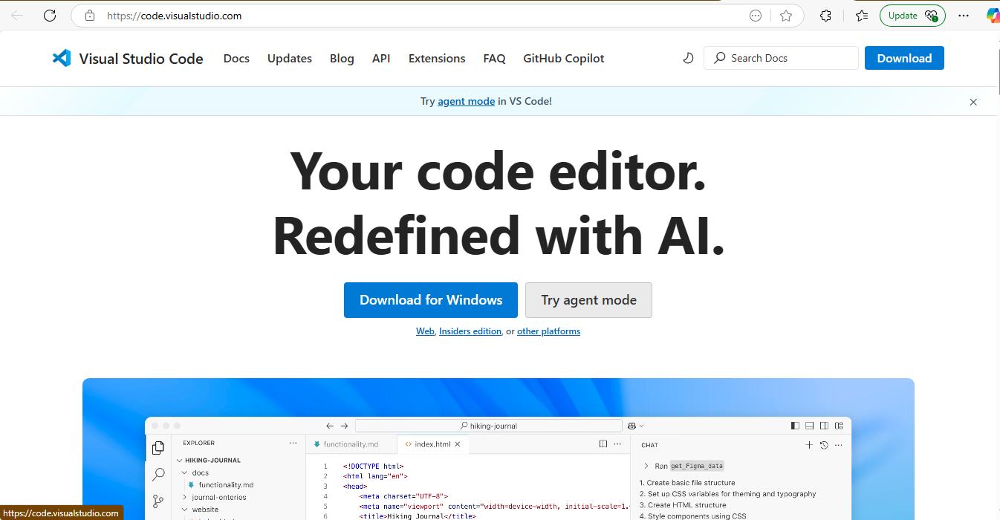 https://code.visualstudio.com
Update
Visual Studio Code
Docs
Updates
Blog
API
Extensions
FAQ
GitHub Copilot
Search Docs
Download
Try agent mode in VS Code!
Your code editor.
Redefined with AI.
Download for Windows
Try agent mode
Web, Insiders edition, or other platforms
hiking-journal
EXPLORER
HIKING-JOURNAL
docs
functionality.md
journal-enteries
website
functionality.md
index.html
1 <!DOCTYPE html>
2 <html lang="en">
3 <head>
4 <meta charset="UTF-8">
5 <meta name="viewport" content="width=device-width, initial-scale=1.
6 <title>Hiking Journal</title>
CHAT
Ran get_Figma_data
1. Create basic file structure
2. Set up CSS variables for theming and typography
3. Create HTML structure
4. Style components using CSS
https://code.visualstudio.com